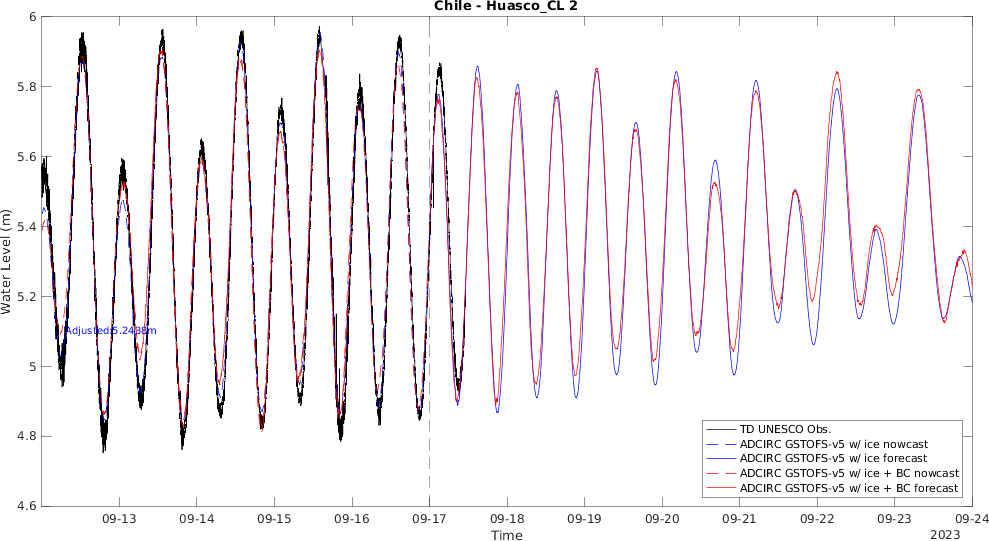 Chile - Huasco_CL 2
Water Level (m)
6
5.8
5.6
5.4
5.2
5
4.8
4.6
Adjusted:5.2438m
TD UNESCO Obs.
ADCIRC GSTOFS-v5 w/ ice nowcast
ADCIRC GSTOFS-v5 w/ ice forecast
ADCIRC GSTOFS-v5 w/ ice + BC nowcast
ADCIRC GSTOFS-v5 w/ ice + BC forecast
09-13 09-14 09-15 09-16 09-17 09-18 09-19 09-20 09-21 09-22 09-23 09-24
Time
2023